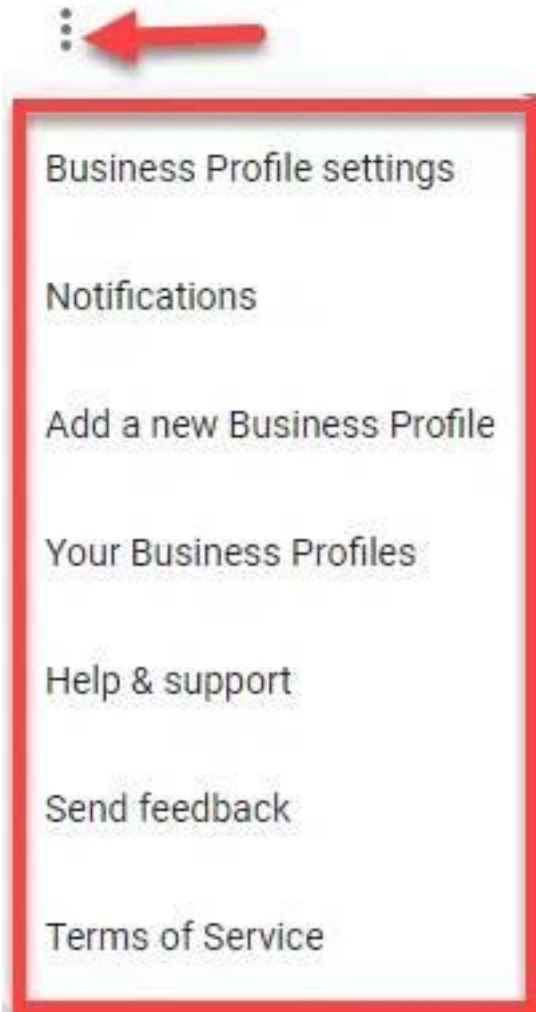 Business Profile settings
Notifications
Add a new Business Profile
Your Business Profiles
Help & support
Send feedback
Terms of Service